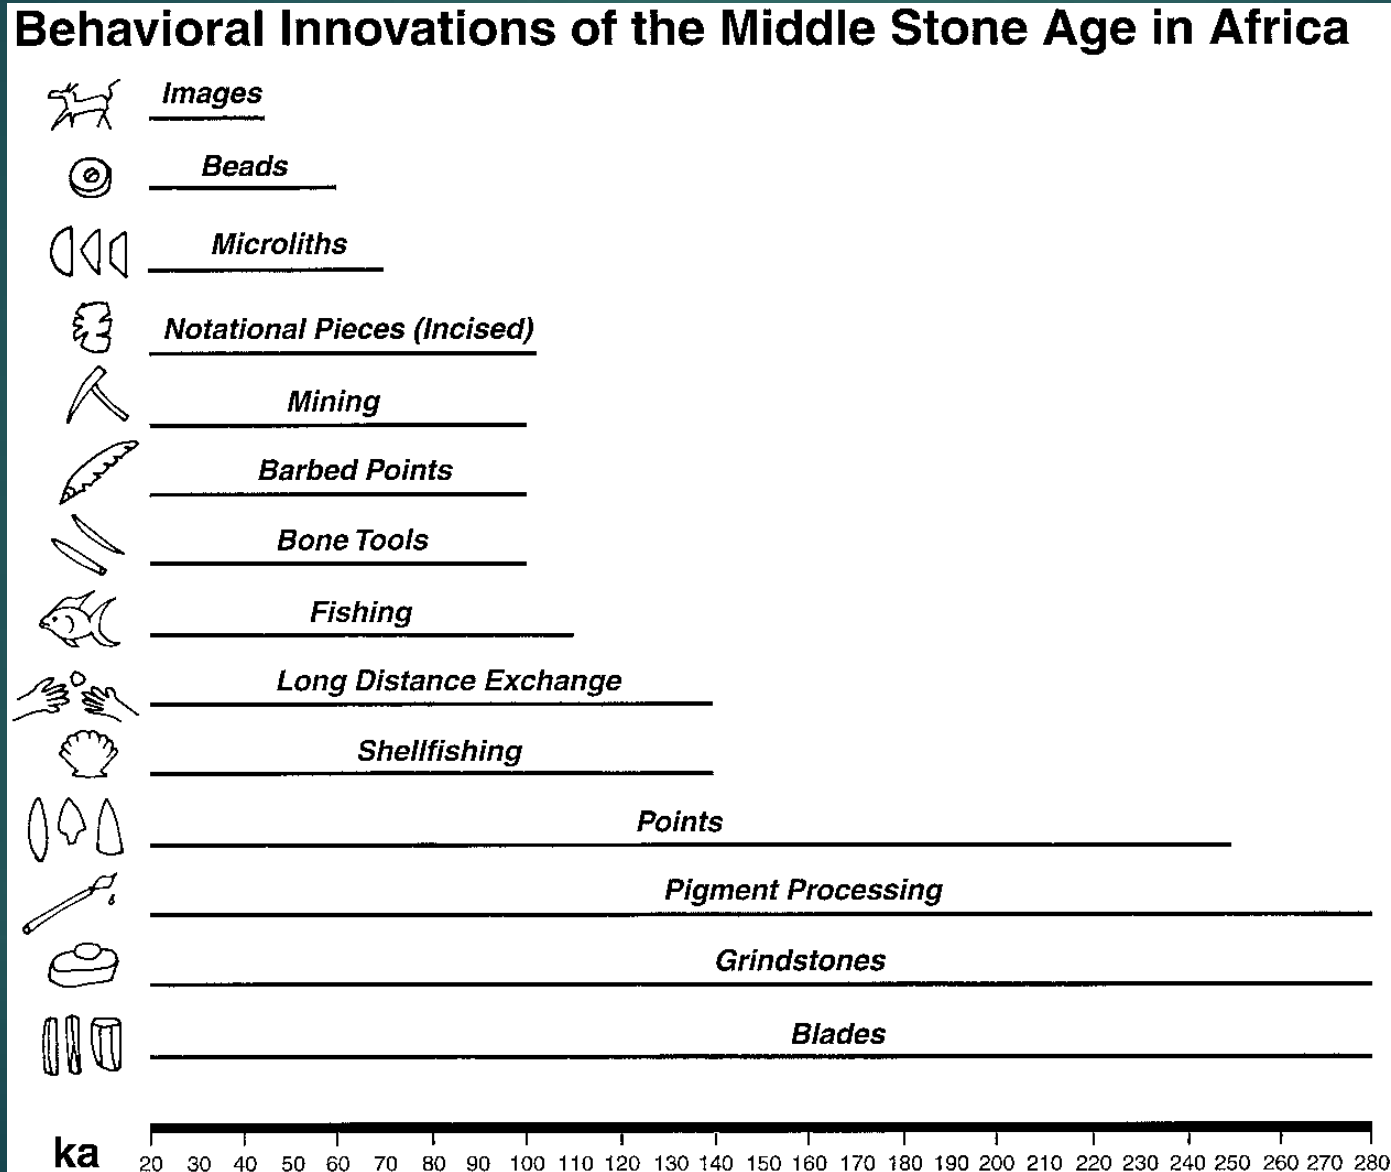 Behavioral Innovations of the Middle Stone Age in Africa
Images
Beads
Microliths
Notational Pieces (Incised)
Mining
Barbed Points
Bone Tools
Fishing
Long Distance Exchange
Shellfishing
Points
Pigment Processing
Grindstones
Blades
ka 20 30 40 50 60 70 80 90 100 110 120 130 140 150 160 170 180 190 200 210 220 230 240 250 260 270 280